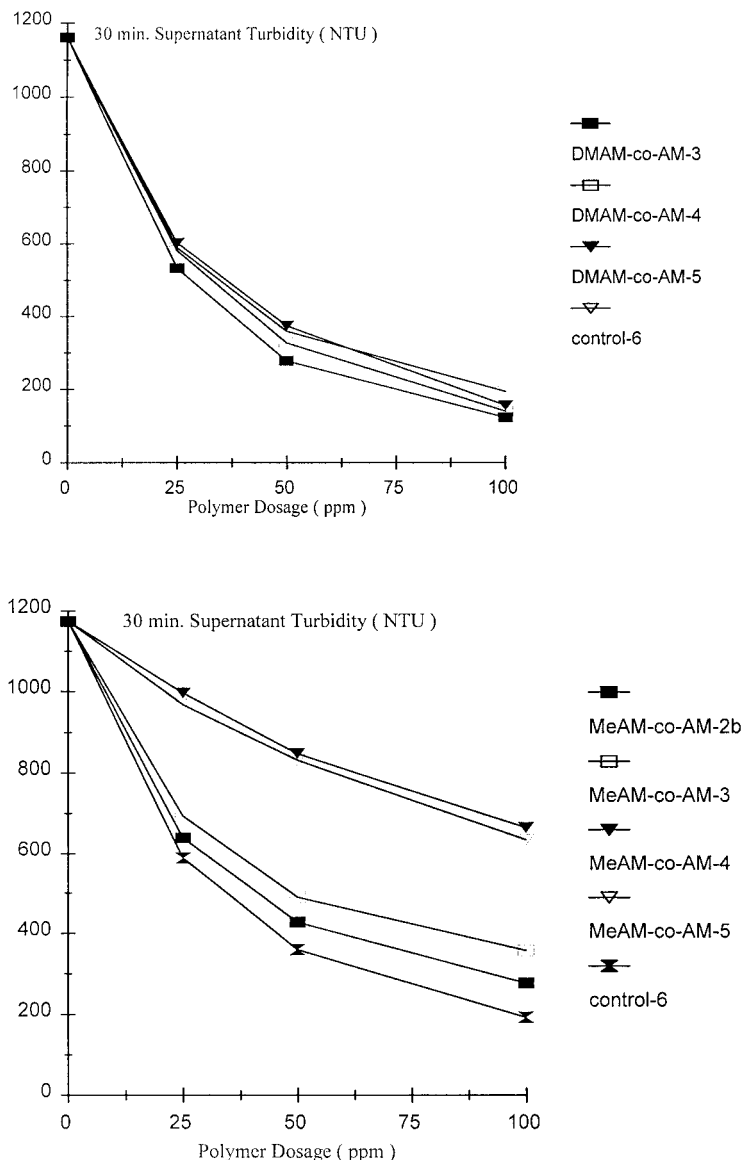 30 min. Supernatant Turbidity ( NTU )
1200
1000
800
600
400
200
0
0 25 50 75 100
Polymer Dosage ( ppm )
DMAM-co-AM-3
DMAM-co-AM-4
DMAM-co-AM-5
control-6
30 min. Supernatant Turbidity ( NTU )
1200
1000
800
600
400
200
0
0 25 50 75 100
Polymer Dosage ( ppm )
MeAM-co-AM-2b
MeAM-co-AM-3
MeAM-co-AM-4
MeAM-co-AM-5
control-6